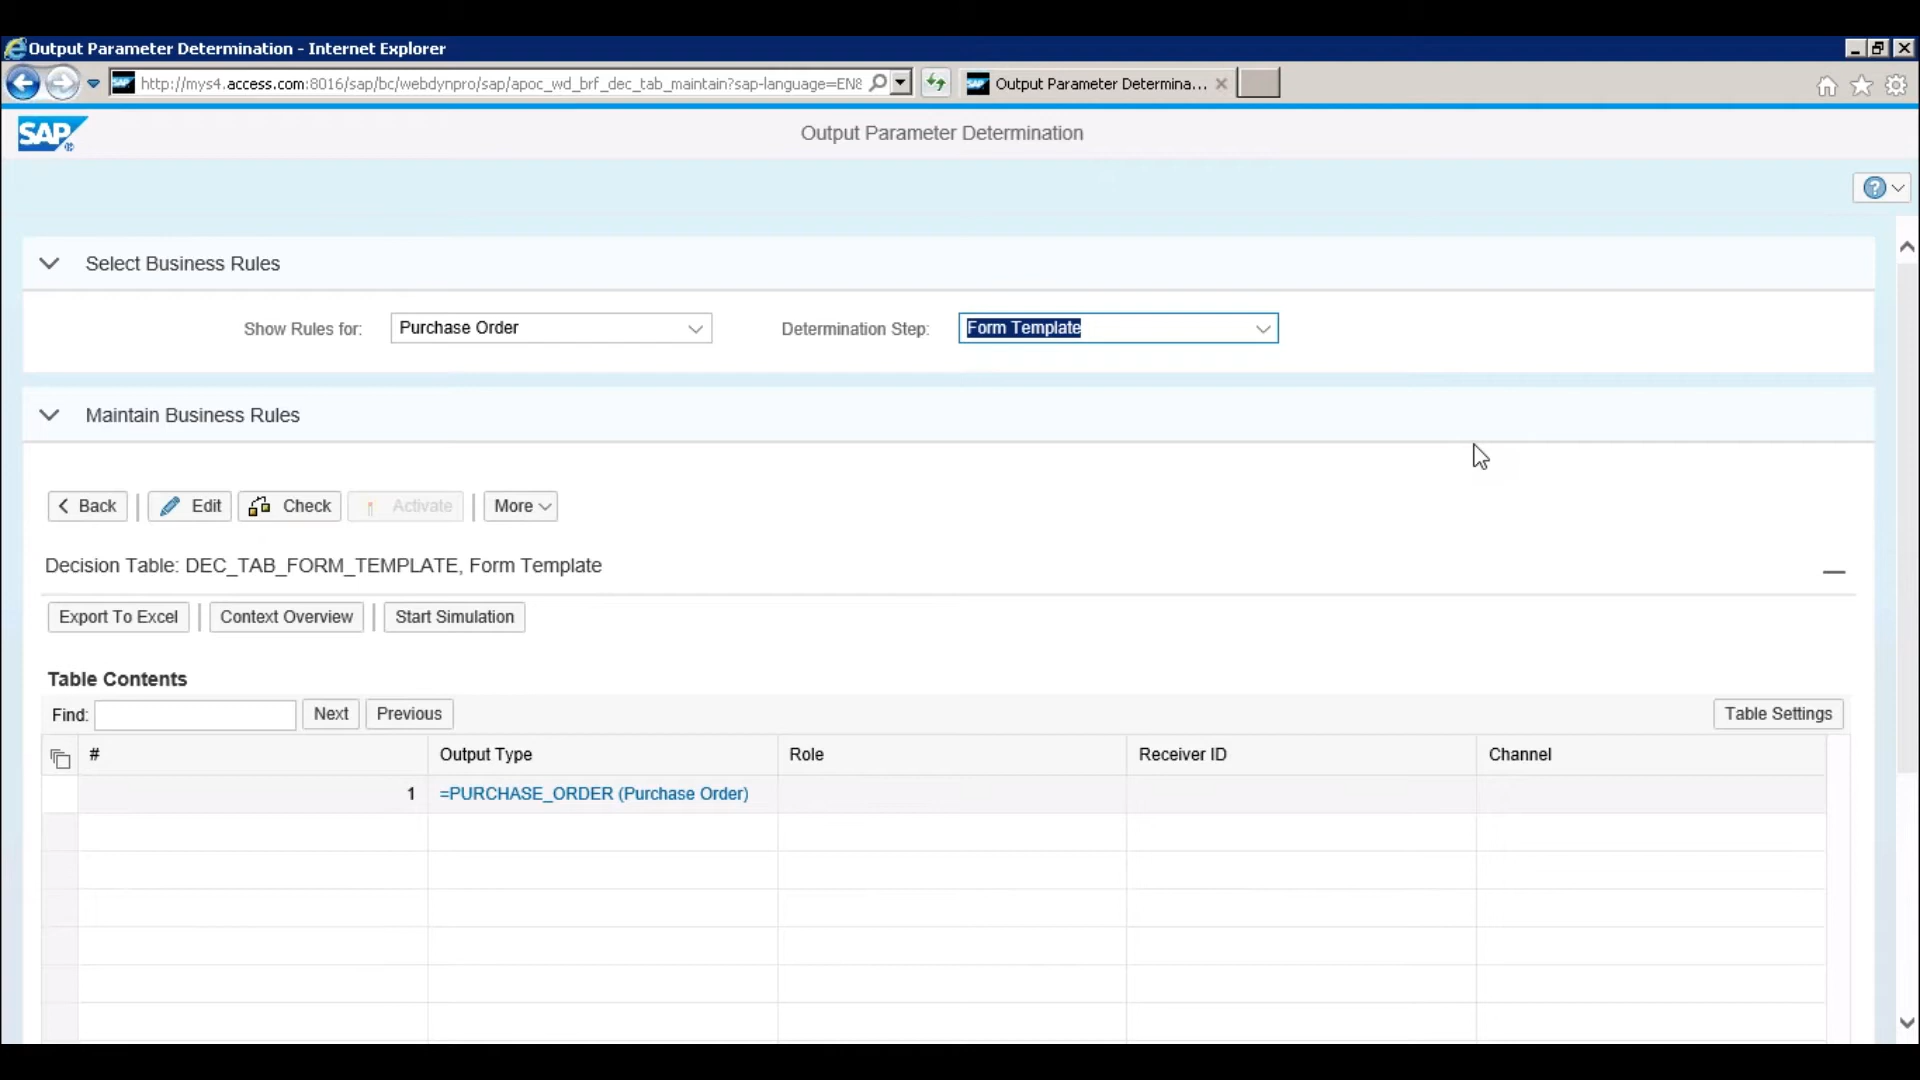 Output Parameter Determination - Internet Explorer
http://mys4.access.com:8016/sap/bc/webdynpro/sap/apoc_wd_brf_dec_tab_maintain?sap-language=EN&
Output Parameter Determina...
SAP
Output Parameter Determination
Select Business Rules
Show Rules for: Purchase Order Determination Step: Form Template
Maintain Business Rules
Back Edit Check Activate More
Decision Table: DEC_TAB_FORM_TEMPLATE, Form Template
Export To Excel Context Overview Start Simulation
Table Contents
Find: Next Previous Table Settings
# Output Type Role Receiver ID Channel
1 =PURCHASE_ORDER (Purchase Order)